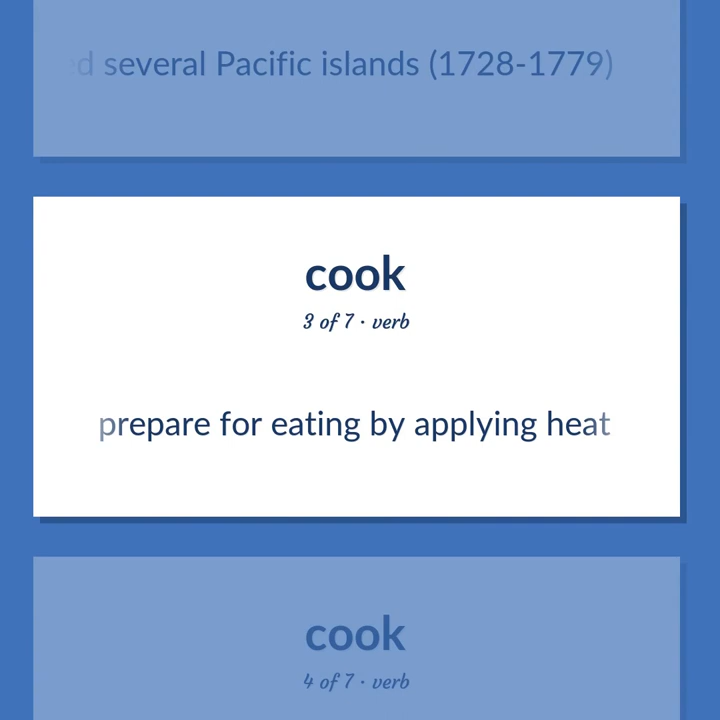 several Pacific islands (1728-1779)
cook
3 of 7 · verb
prepare for eating by applying heat
cook
4 of 7 · verb